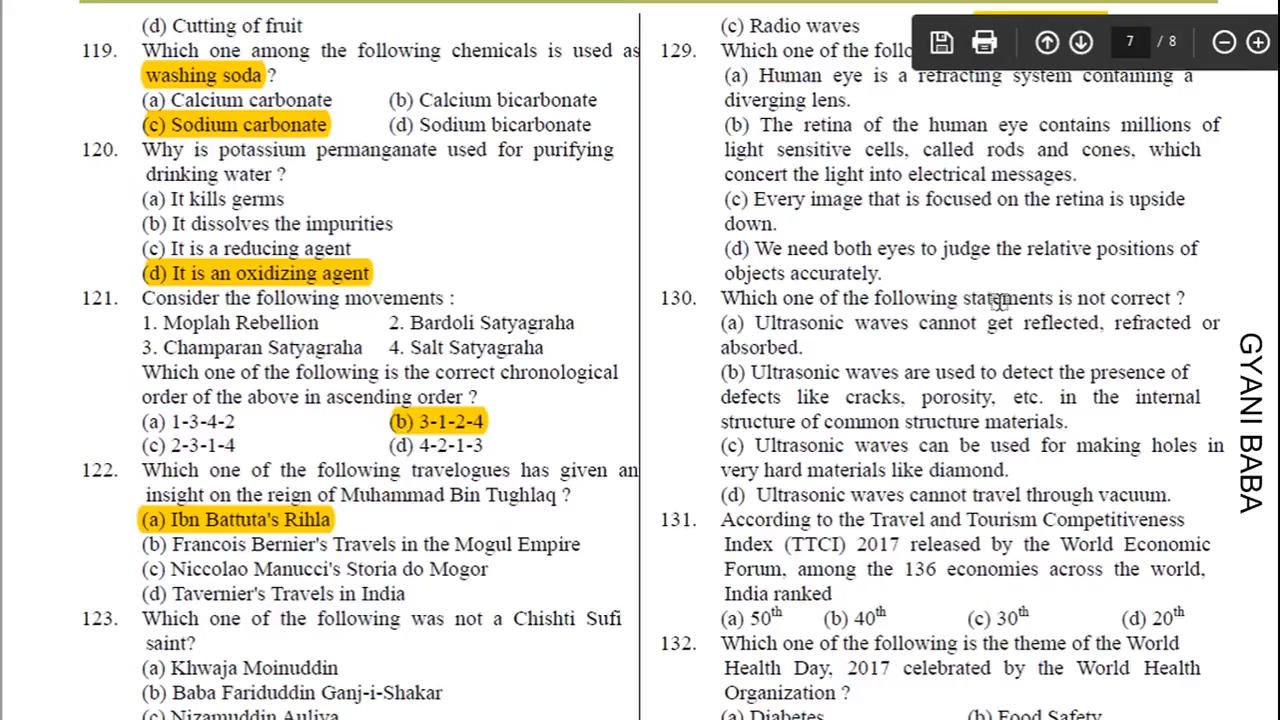 (d) Cutting of fruit
119. Which one among the following chemicals is used as
washing soda ?
(a) Calcium carbonate (b) Calcium bicarbonate
(c) Sodium carbonate (d) Sodium bicarbonate
120. Why is potassium permanganate used for purifying
drinking water ?
(a) It kills germs
(b) It dissolves the impurities
(c) It is a reducing agent
(d) It is an oxidizing agent
121. Consider the following movements :
1. Moplah Rebellion 2. Bardoli Satyagraha
3. Champaran Satyagraha 4. Salt Satyagraha
Which one of the following is the correct chronological
order of the above in ascending order ?
(a) 1-3-4-2 (b) 3-1-2-4
(c) 2-3-1-4 (d) 4-2-1-3
122. Which one of the following travelogues has given an
insight on the reign of Muhammad Bin Tughlaq ?
(a) Ibn Battuta's Rihla
(b) Francois Bernier's Travels in the Mogul Empire
(c) Niccolao Manucci's Storia do Mogor
(d) Tavernier's Travels in India
123. Which one of the following was not a Chishti Sufi
saint?
(a) Khwaja Moinuddin
(b) Baba Fariduddin Ganj-i-Shakar
(c) Nizamuddin Auliya
(c) Radio waves
129. Which one of the
(a) Human eye is a refracting system containing a
diverging lens.
(b) The retina of the human eye contains millions of
light sensitive cells, called rods and cones, which
concert the light into electrical messages.
(c) Every image that is focused on the retina is upside
down.
(d) We need both eyes to judge the relative positions of
objects accurately.
130. Which one of the following statements is not correct ?
(a) Ultrasonic waves cannot get reflected, refracted or
absorbed.
(b) Ultrasonic waves are used to detect the presence of
defects like cracks, porosity, etc. in the internal
structure of common structure materials.
(c) Ultrasonic waves can be used for making holes in
very hard materials like diamond.
(d) Ultrasonic waves cannot travel through vacuum.
131. According to the Travel and Tourism Competitiveness
Index (TTCI) 2017 released by the World Economic
Forum, among the 136 economies across the world,
India ranked
(a) 50th (b) 40th (c) 30th (d) 20th
132. Which one of the following is the theme of the World
Health Day, 2017 celebrated by the World Health
Organization ?
(a) Diabetes (b) Food Safety
7 / 8
GYANI BABA